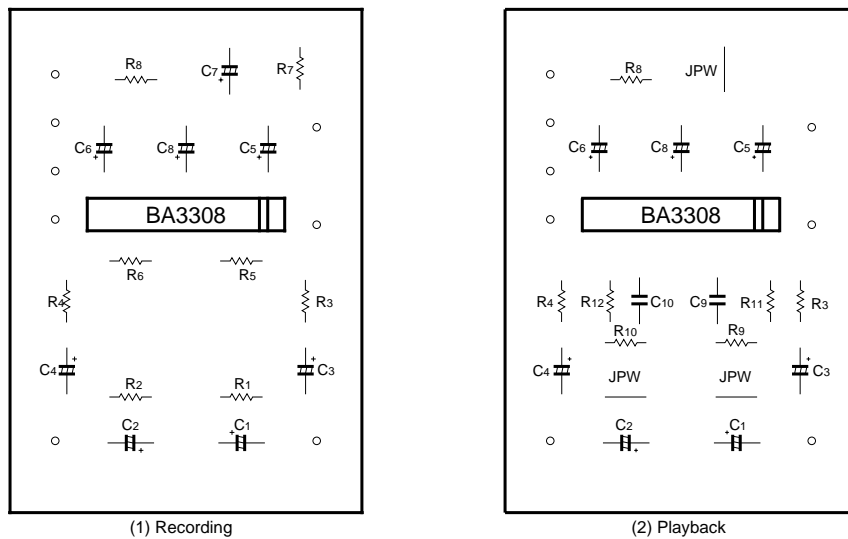 R8 C7 R7
C6 C8 C5
BA3308
R6 R5
R4 R3
C4 C3
R2 R1
C2 C1
(1) Recording
R8 JPW
C6 C8 C5
BA3308
R4 R12 C10 C9 R11 R3
R10 R9
C4 JPW JPW C3
C2 C1
(2) Playback